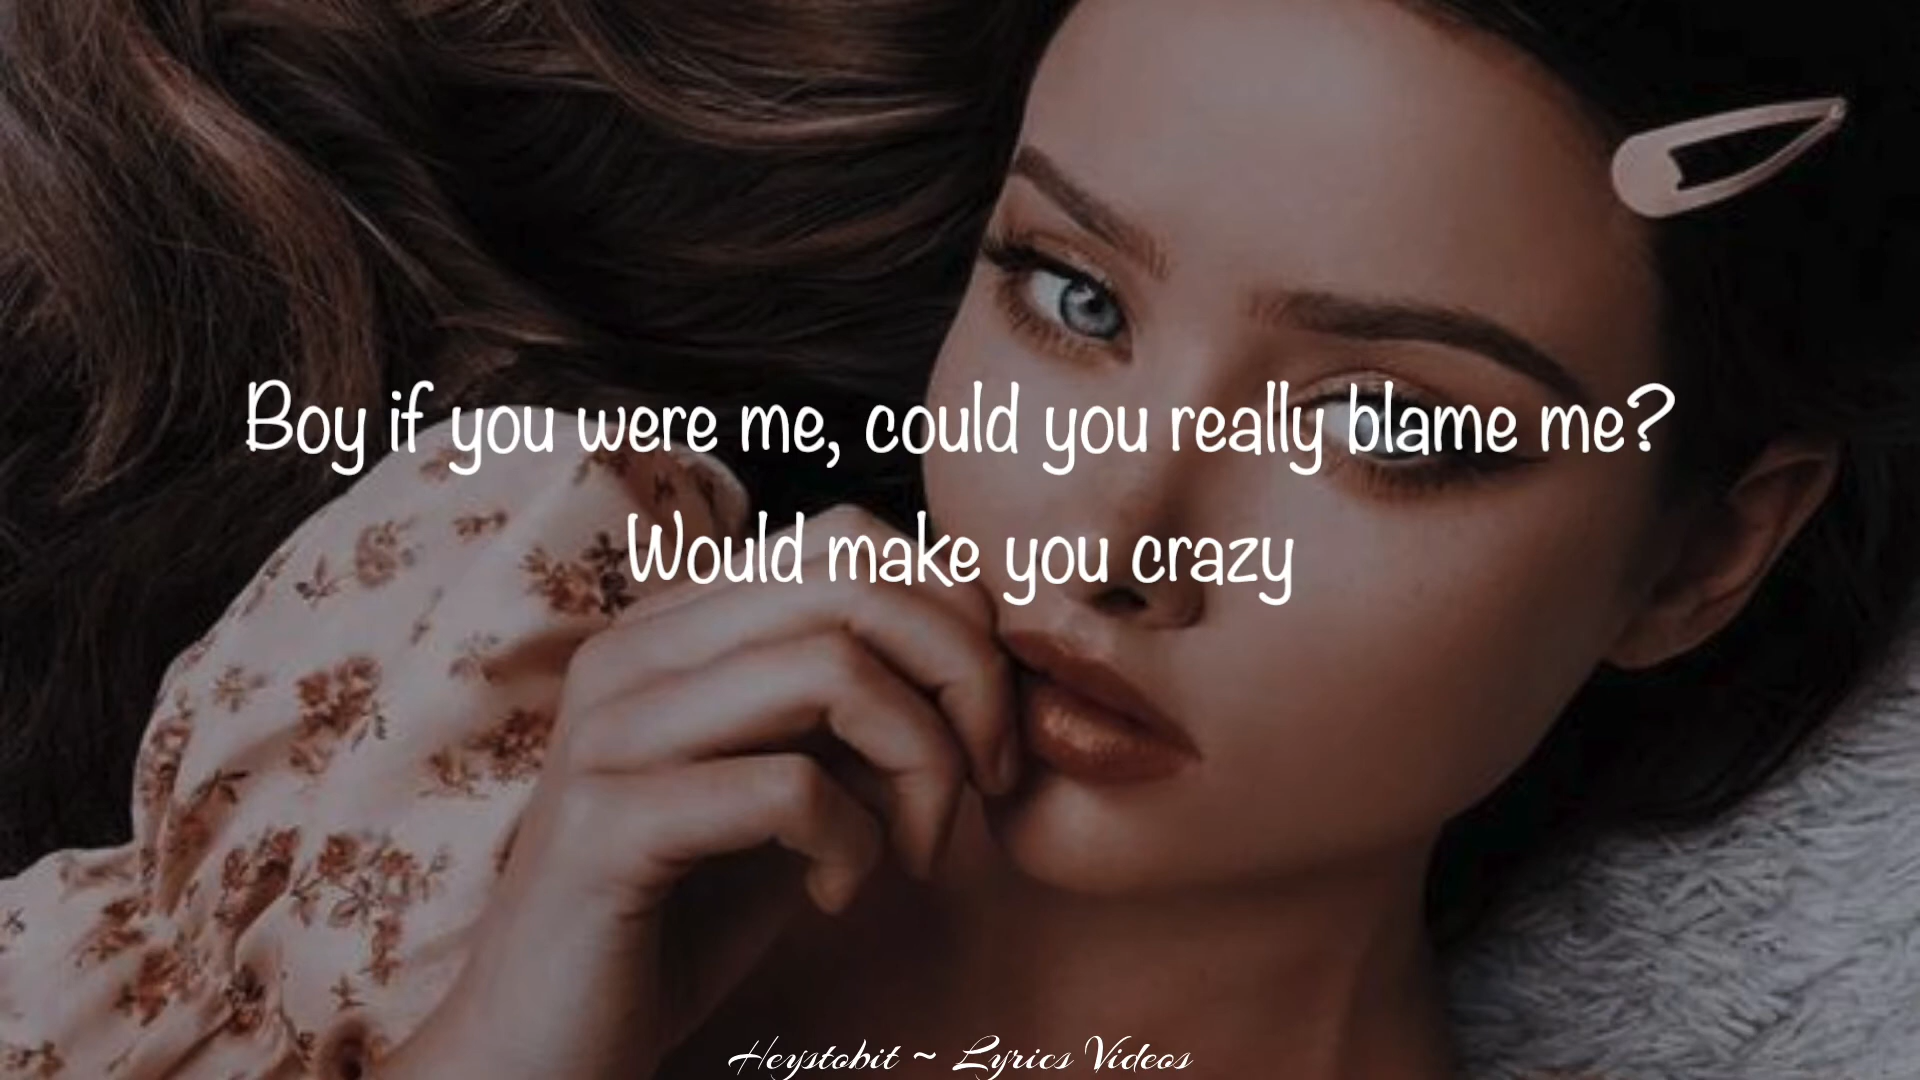 Boy if you were me, could you really blame me?
Would make you crazy
Heystobit ~ Lyrics Videos